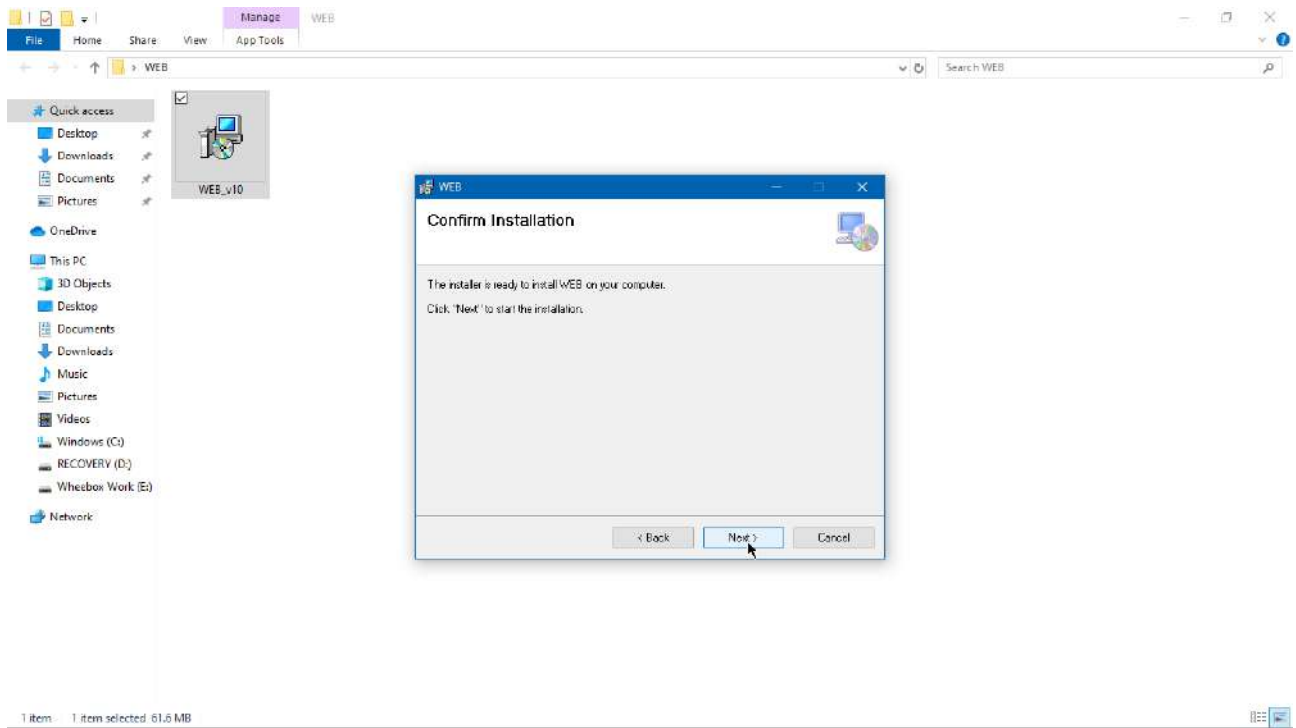 Manage WEB
File Home Share View App Tools
WEB
Search WEB
Quick access
Desktop
Downloads
Documents
Pictures
OneDrive
This PC
3D Objects
Desktop
Documents
Downloads
Music
Pictures
Videos
Windows (C:)
RECOVERY (D:)
Wheebox Work (E:)
Network
WEB_v10
WEB
Confirm Installation
The installer is ready to install WEB on your computer.
Click "Next" to start the installation.
< Back Next > Cancel
1 item 1 item selected 61.6 MB